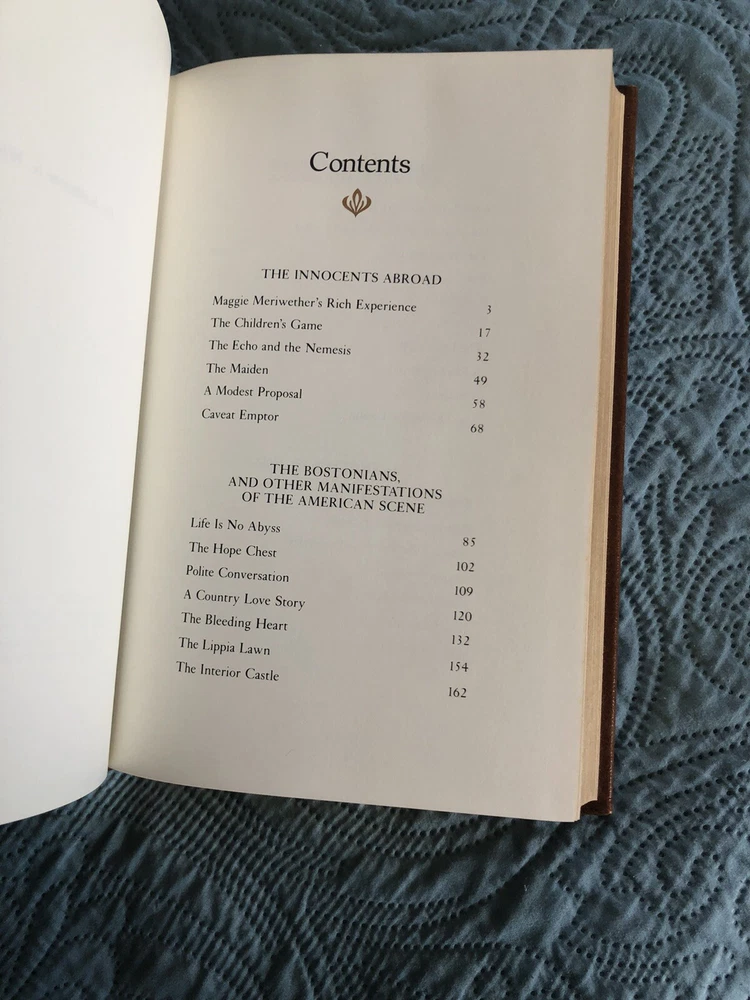 Contents
THE INNOCENTS ABROAD
Maggie Meriwether's Rich Experience 3
The Children's Game 17
The Echo and the Nemesis 32
The Maiden 49
A Modest Proposal 58
Caveat Emptor 68
THE BOSTONIANS,
AND OTHER MANIFESTATIONS
OF THE AMERICAN SCENE
Life Is No Abyss 85
The Hope Chest 102
Polite Conversation 109
A Country Love Story 120
The Bleeding Heart 132
The Lippia Lawn 154
The Interior Castle 162